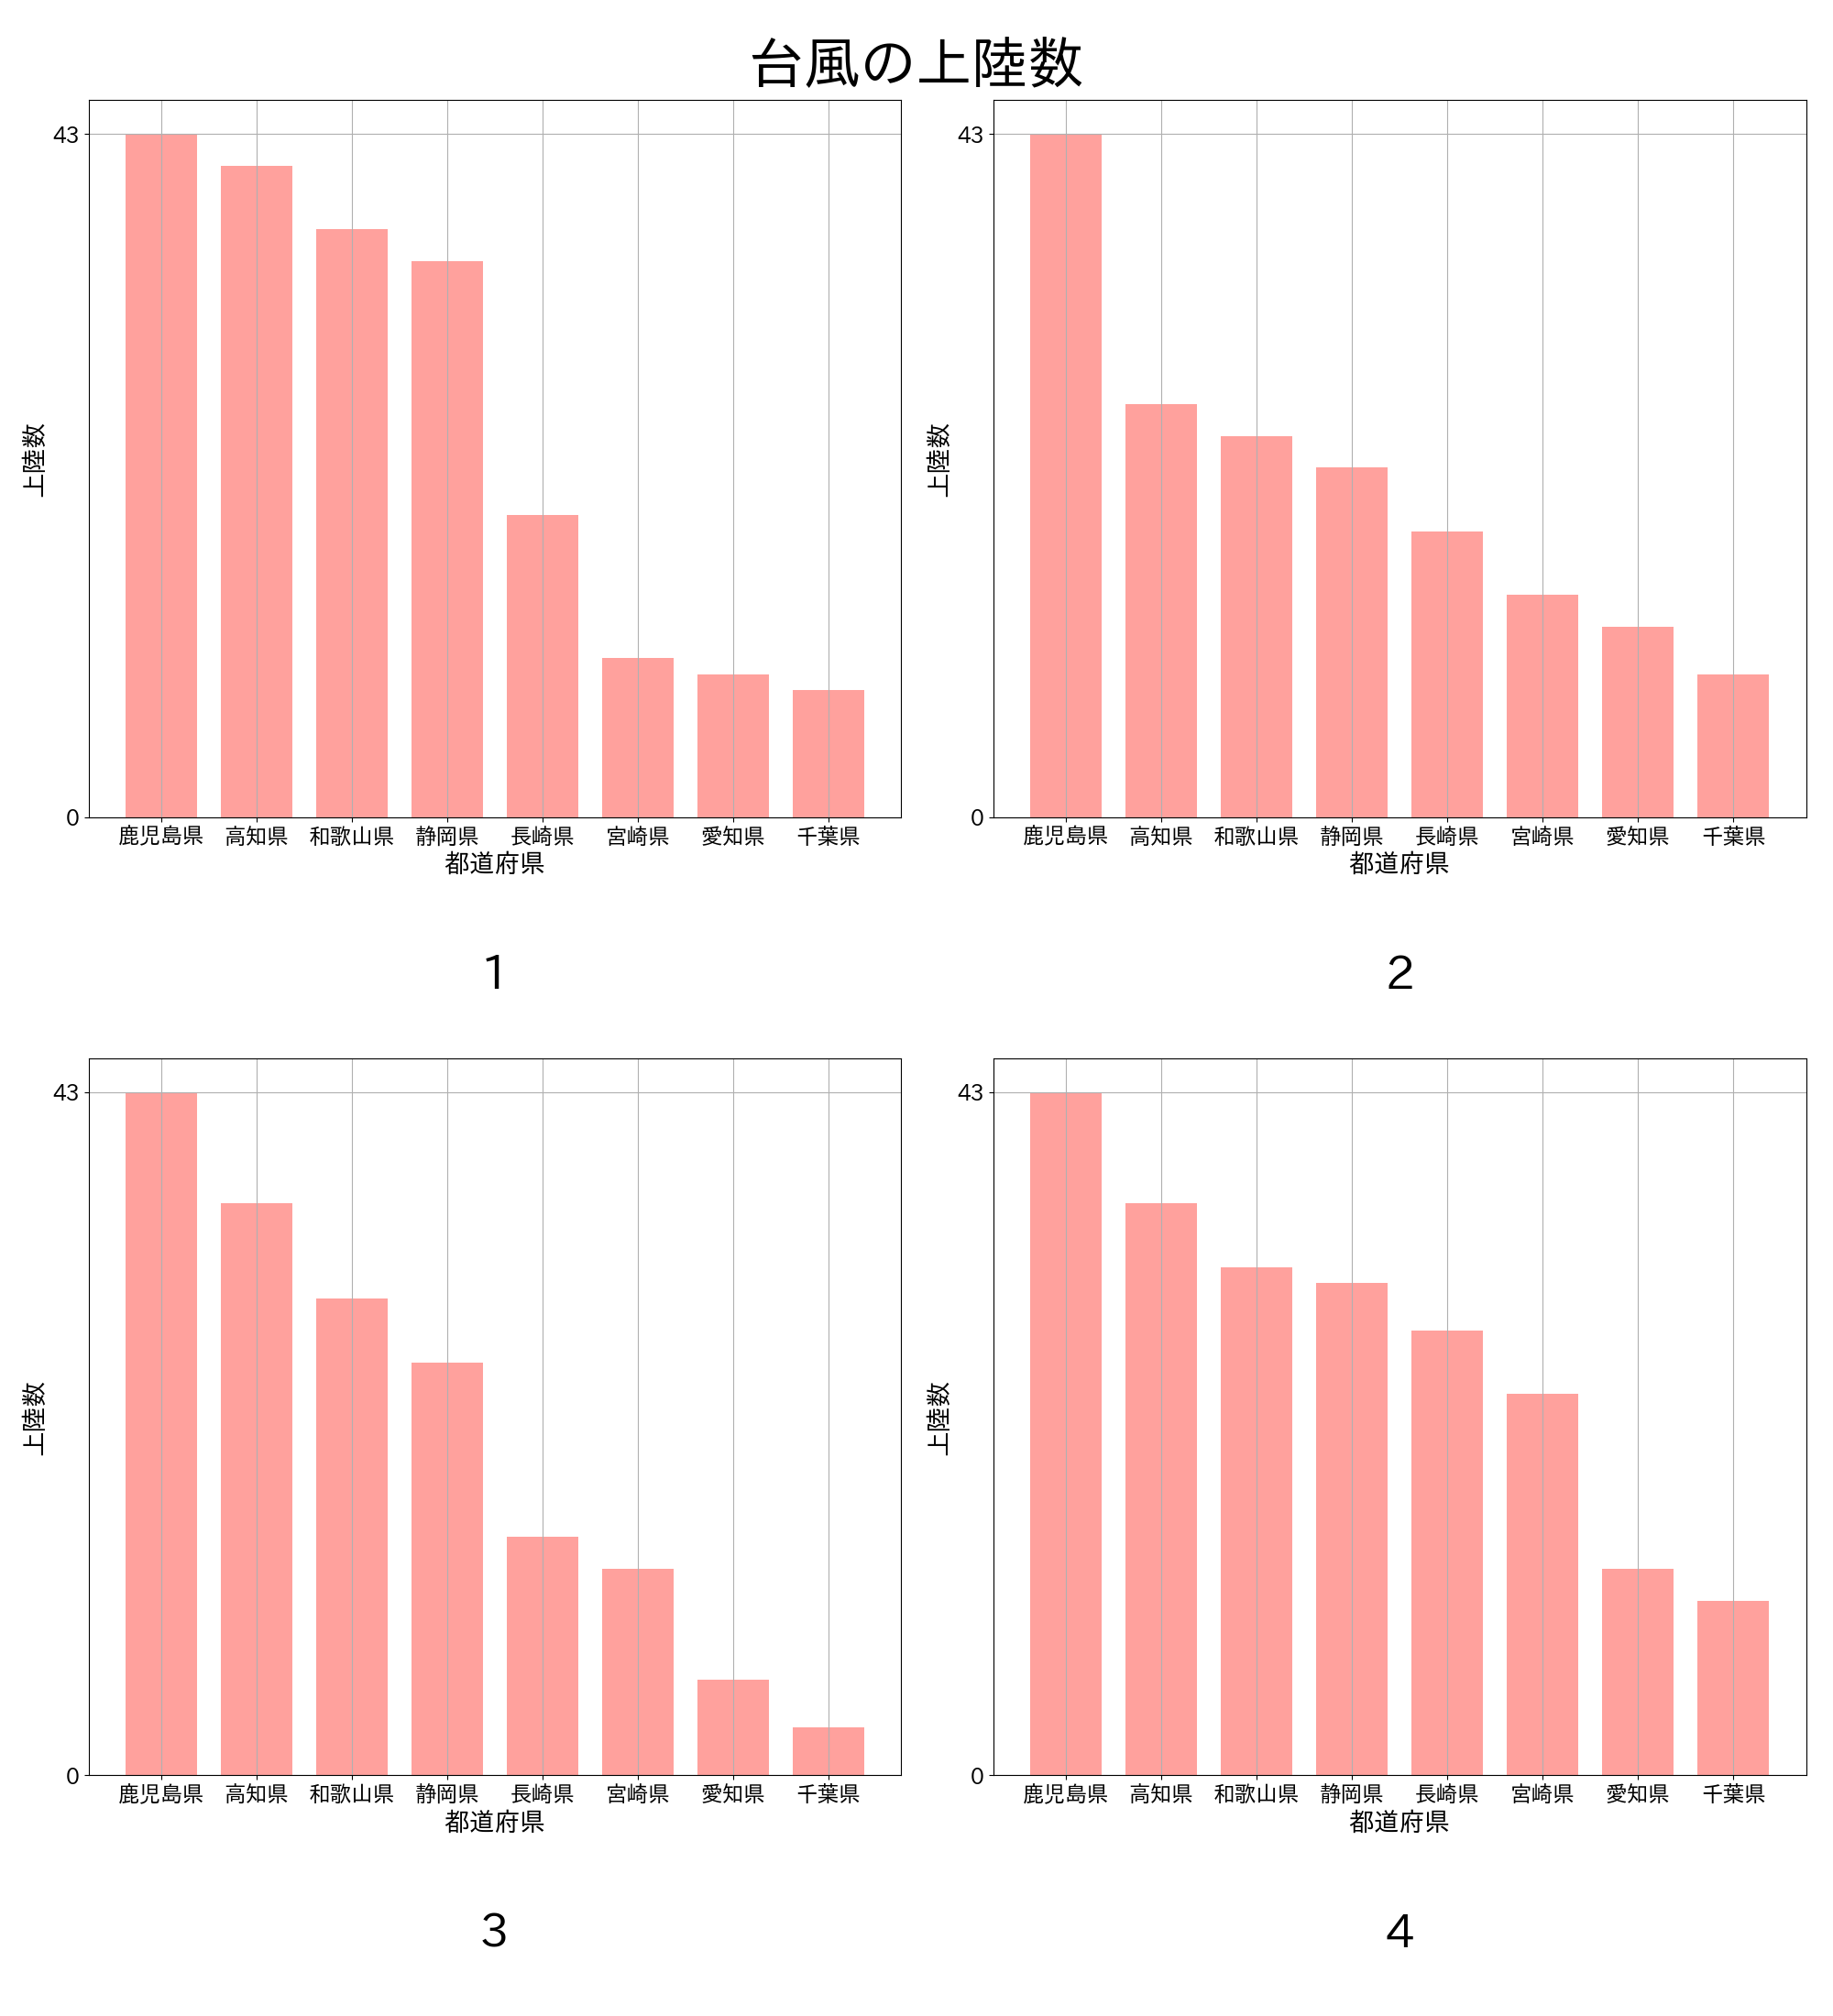 台風の上陸数
43
0
上陸数
鹿児島県 高知県 和歌山県 静岡県 長崎県 宮崎県 愛知県 千葉県
都道府県
1
43
0
上陸数
鹿児島県 高知県 和歌山県 静岡県 長崎県 宮崎県 愛知県 千葉県
都道府県
2
43
0
上陸数
鹿児島県 高知県 和歌山県 静岡県 長崎県 宮崎県 愛知県 千葉県
都道府県
3
43
0
上陸数
鹿児島県 高知県 和歌山県 静岡県 長崎県 宮崎県 愛知県 千葉県
都道府県
4